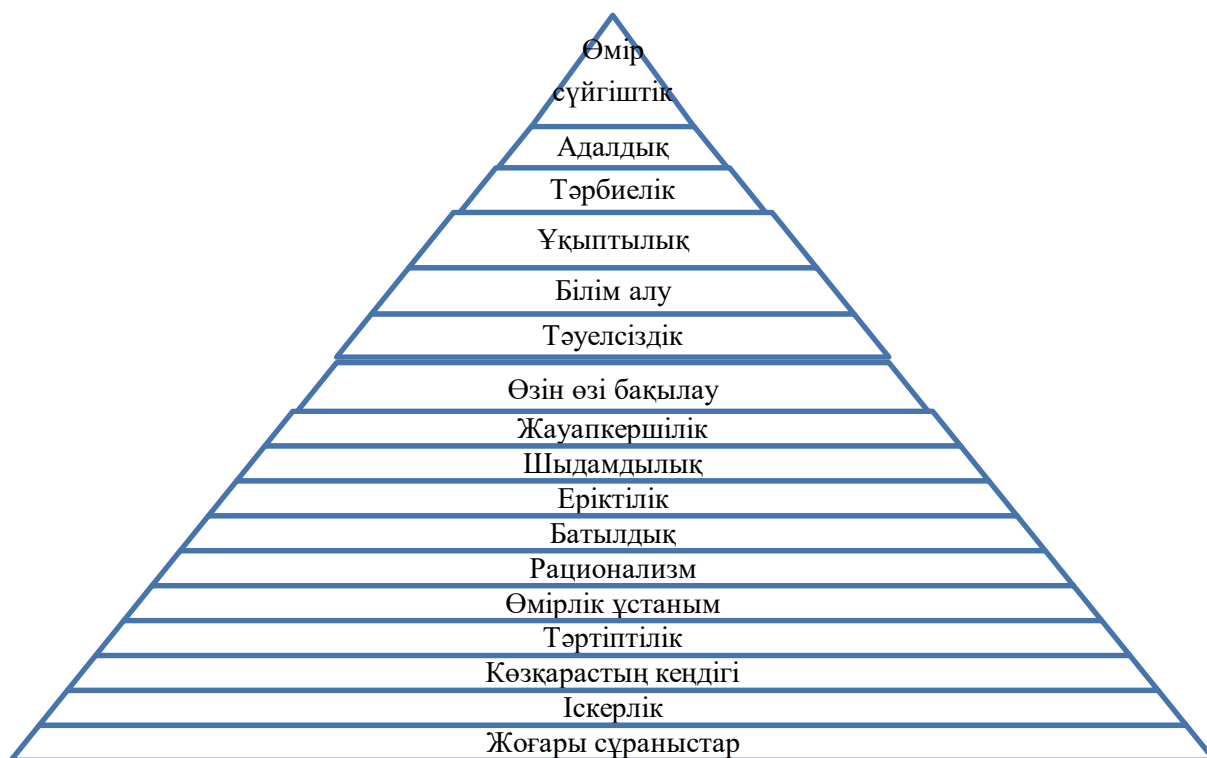 Өмір
сүйгіштік
Адалдық
Тәрбиелік
Ұқыптылық
Білім алу
Тәуелсіздік
Өзін өзі бақылау
Жауапкершілік
Шыдамдылық
Еріктілік
Батылдық
Рационализм
Өмірлік ұстаным
Тәртіптілік
Көзқарастың кеңдігі
Іскерлік
Жоғары сұраныстар